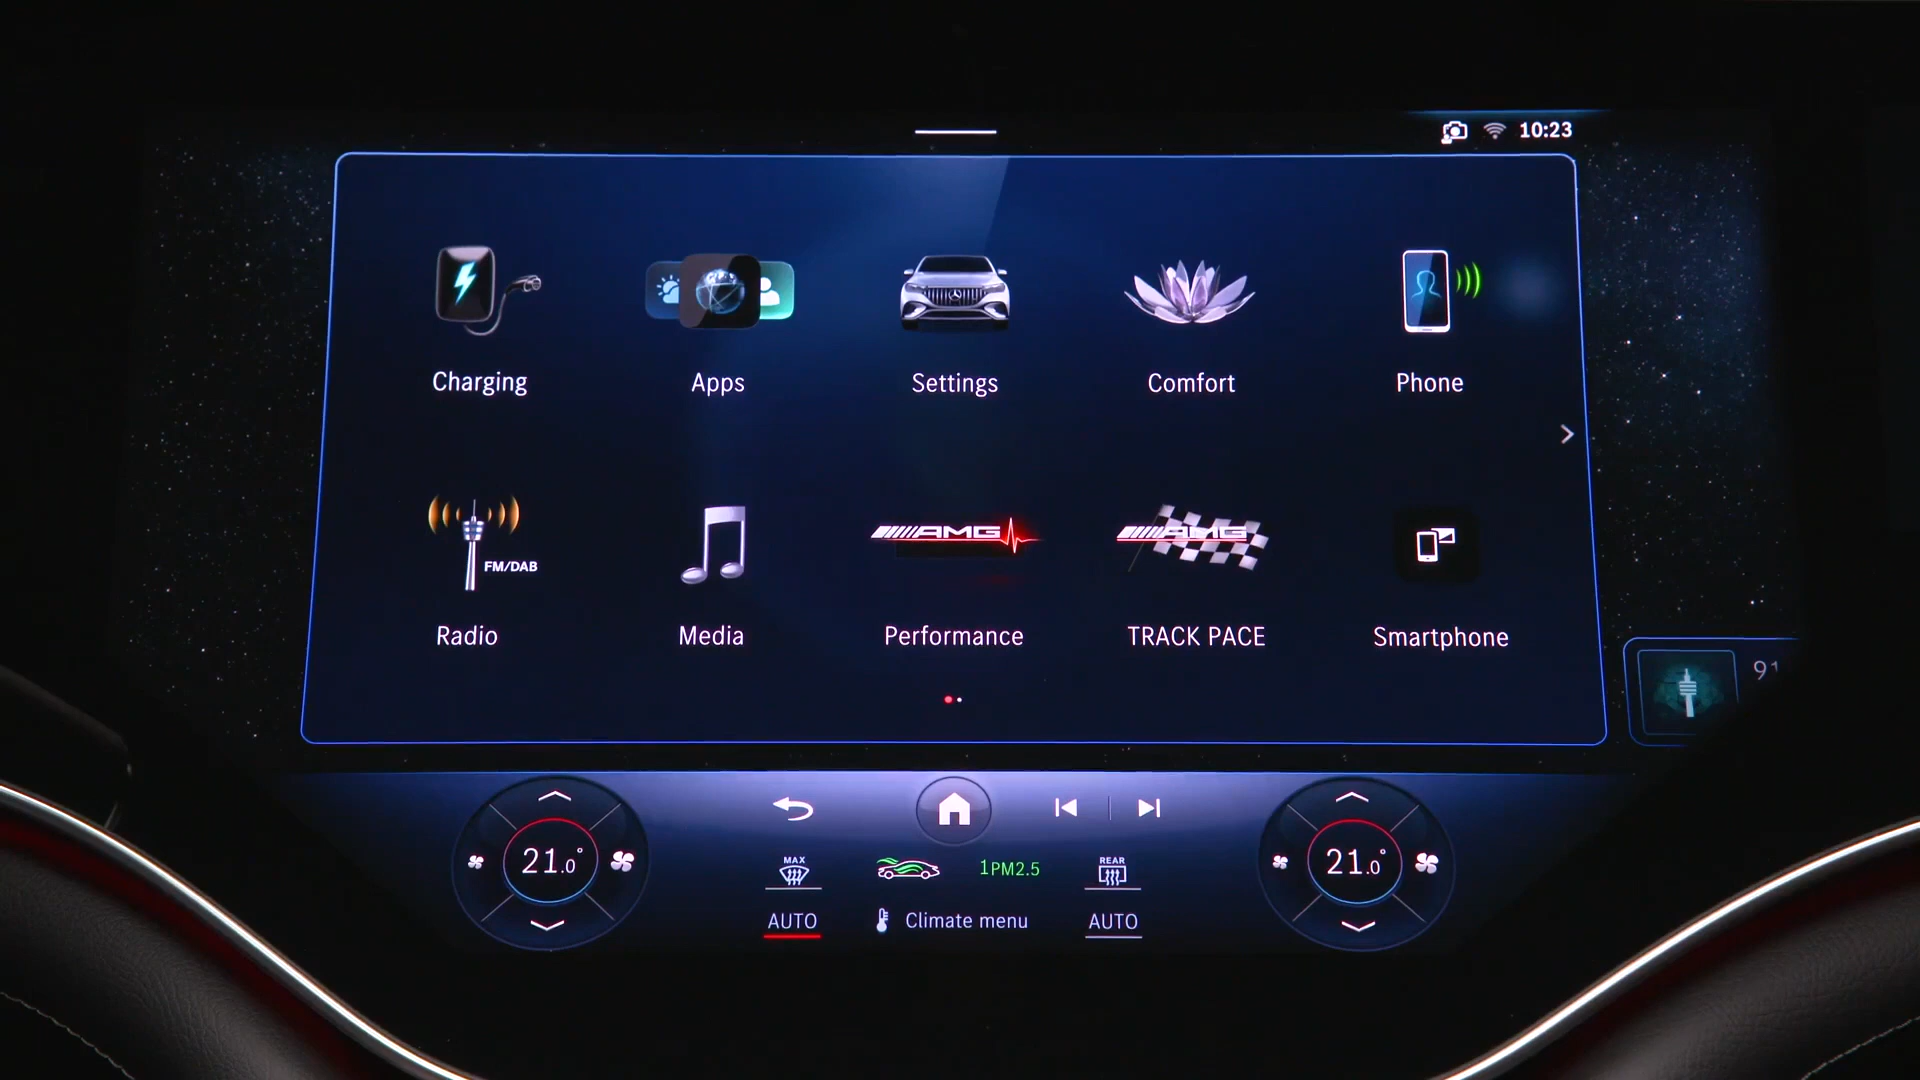 10:23
Charging
Apps
Settings
Comfort
Phone
FM/DAB
AMG
AMG
Radio
Media
Performance
TRACK PACE
Smartphone
91
21.0°
MAX
1PM2.5
REAR
21.0°
AUTO
Climate menu
AUTO